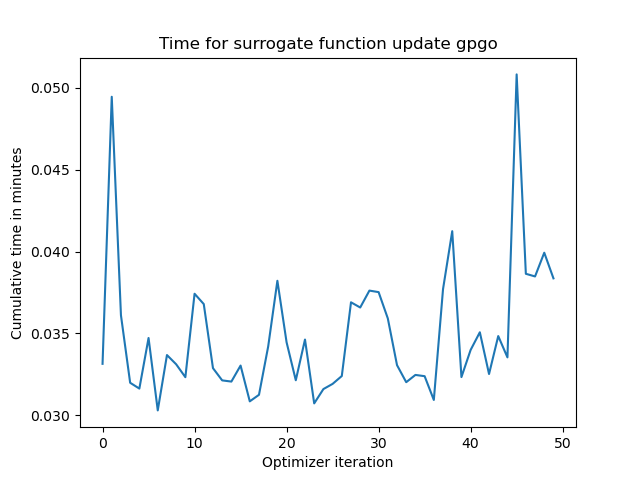 Time for surrogate function update gpgo
Cumulative time in minutes
0.050
0.045
0.040
0.035
0.030
0 10 20 30 40 50
Optimizer iteration